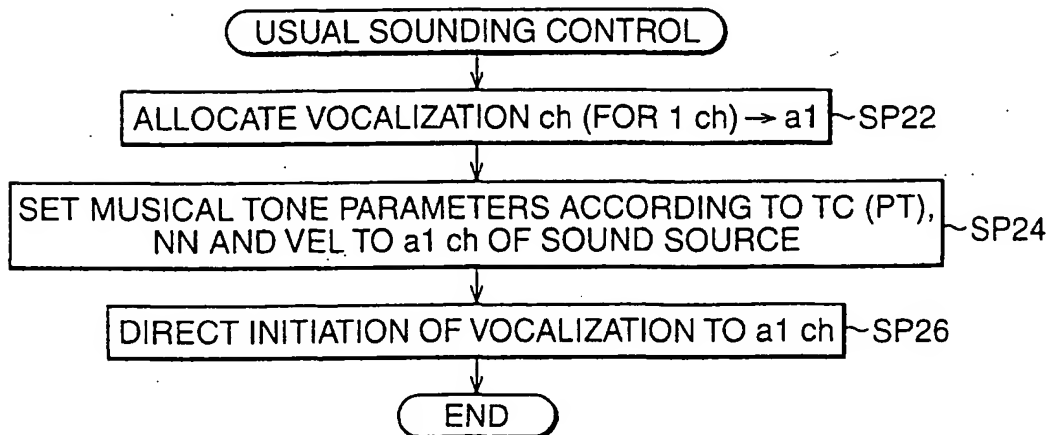 USUAL SOUNDING CONTROL
ALLOCATE VOCALIZATION ch (FOR 1 ch) → a1 ~SP22
SET MUSICAL TONE PARAMETERS ACCORDING TO TC (PT),
NN AND VEL TO a1 ch OF SOUND SOURCE ~SP24
DIRECT INITIATION OF VOCALIZATION TO a1 ch ~SP26
END